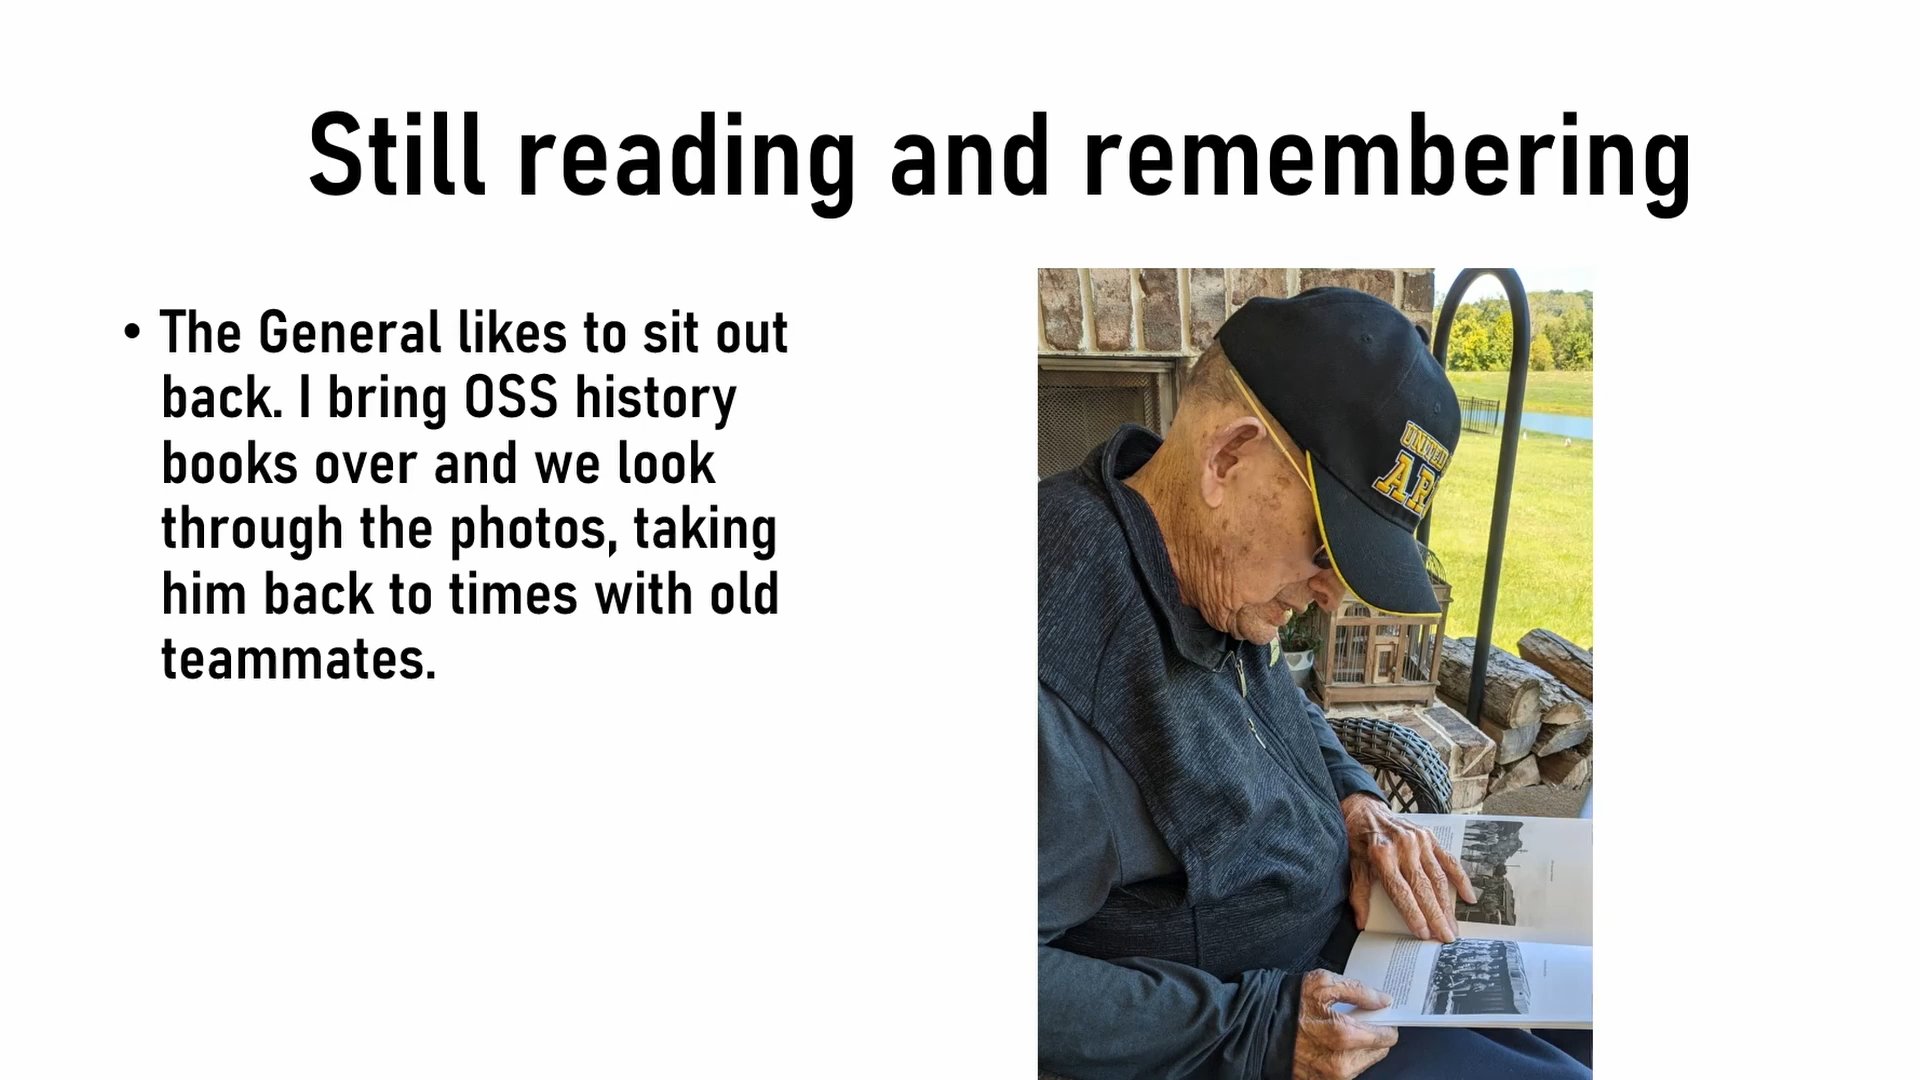 Still reading and remembering
• The General likes to sit out
back. I bring OSS history
books over and we look
through the photos, taking
him back to times with old
teammates.
UNITED